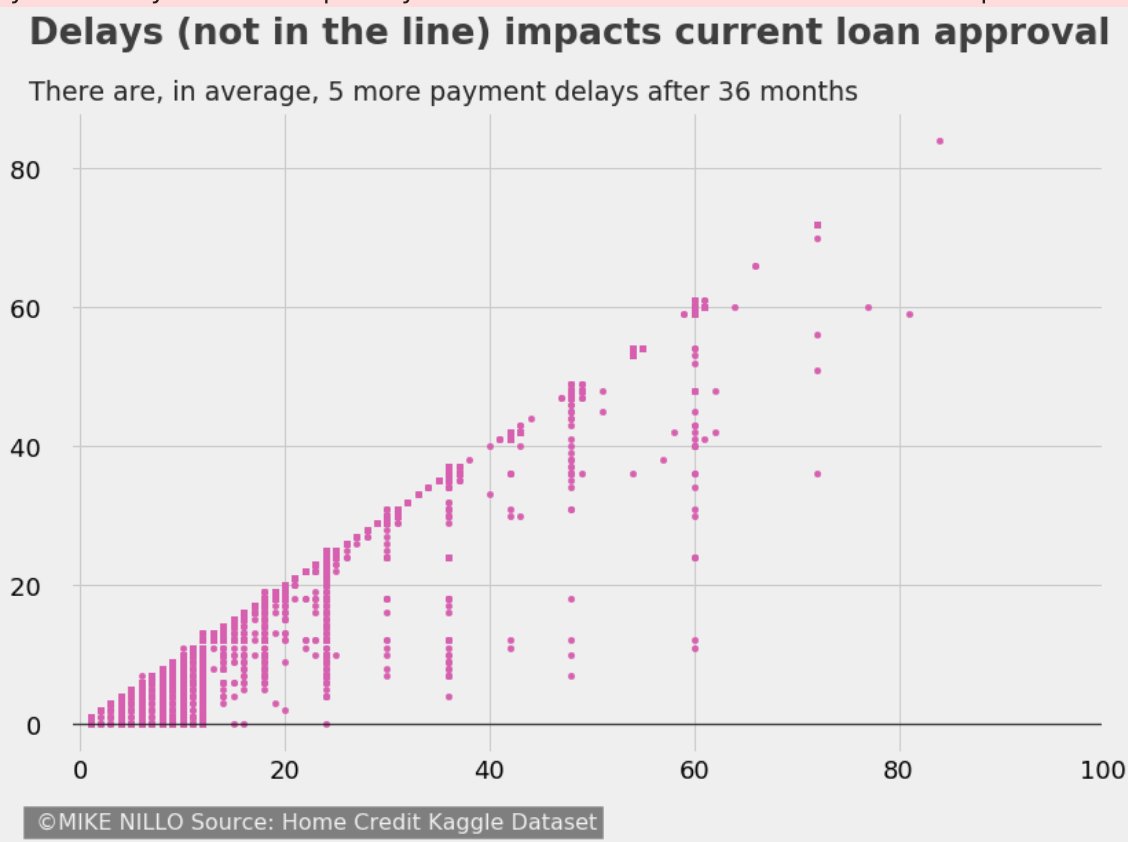 Delays (not in the line) impacts current loan approval
There are, in average, 5 more payment delays after 36 months
80
60
40
20
0
0 20 40 60 80 100
©MIKE NILLO Source: Home Credit Kaggle Dataset